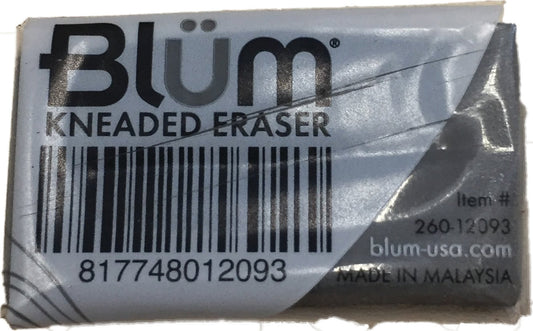 Blüm®
KNEADED ERASER
817748012093
Item #
260-12093
blum-usa.com
MADE IN MALAYSIA